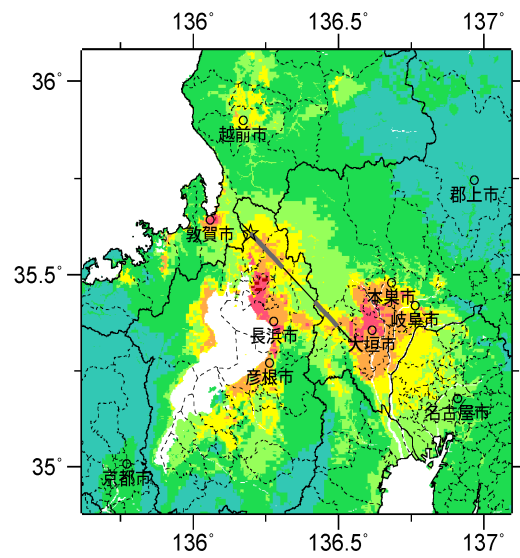 136° 136.5° 137°
36°
越前市
郡上市
敦賀市
35.5°
本巣市
岐阜市
長浜市
大垣市
彦根市
名古屋市
35°
京都市
136° 136.5° 137°